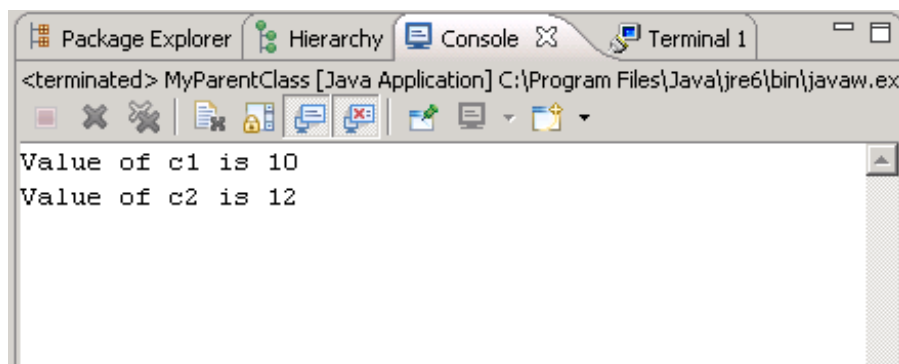 Package Explorer Hierarchy Console Terminal 1
<terminated> MyParentClass [Java Application] C:\Program Files\Java\jre6\bin\javaw.ex
Value of c1 is 10
Value of c2 is 12